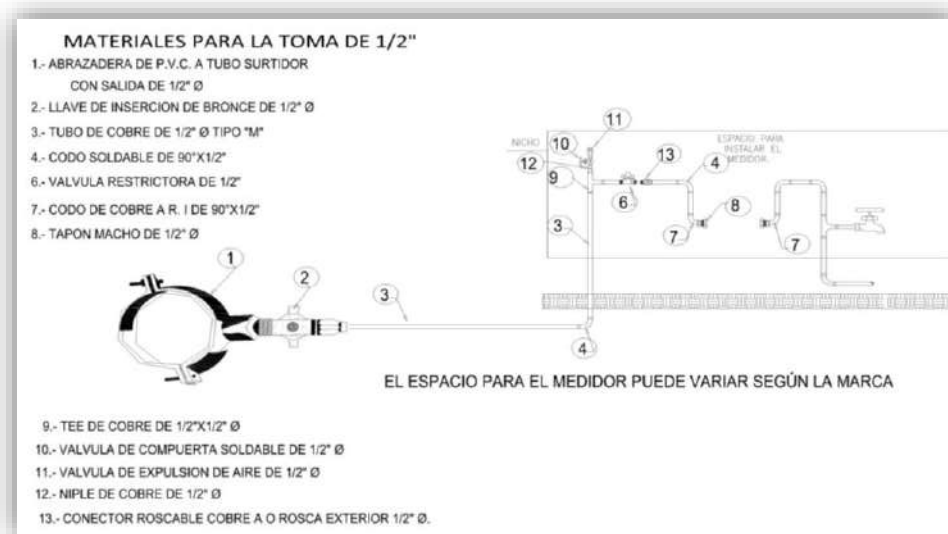 MATERIALES PARA LA TOMA DE 1/2"
1.- ABRAZADERA DE P.V.C. A TUBO SURTIDOR
CON SALIDA DE 1/2" Ø
2.- LLAVE DE INSERCION DE BRONCE DE 1/2" Ø
3.- TUBO DE COBRE DE 1/2" Ø TIPO "M"
4.- CODO SOLDABLE DE 90°X1/2"
6.- VALVULA RESTRICTORA DE 1/2"
7.- CODO DE COBRE A R. I DE 90°X1/2"
8.- TAPON MACHO DE 1/2" Ø
11
NICHO
10
ESPACIO PARA
INSTALAR EL
MEDIDOR.
12
13
4
9
6
8
3
7
7
1
2
3
4
EL ESPACIO PARA EL MEDIDOR PUEDE VARIAR SEGÚN LA MARCA
9.- TEE DE COBRE DE 1/2"X1/2" Ø
10.- VALVULA DE COMPUERTA SOLDABLE DE 1/2" Ø
11.- VALVULA DE EXPULSION DE AIRE DE 1/2" Ø
12.- NIPLE DE COBRE DE 1/2" Ø
13.- CONECTOR ROSCABLE COBRE A O ROSCA EXTERIOR 1/2" Ø.